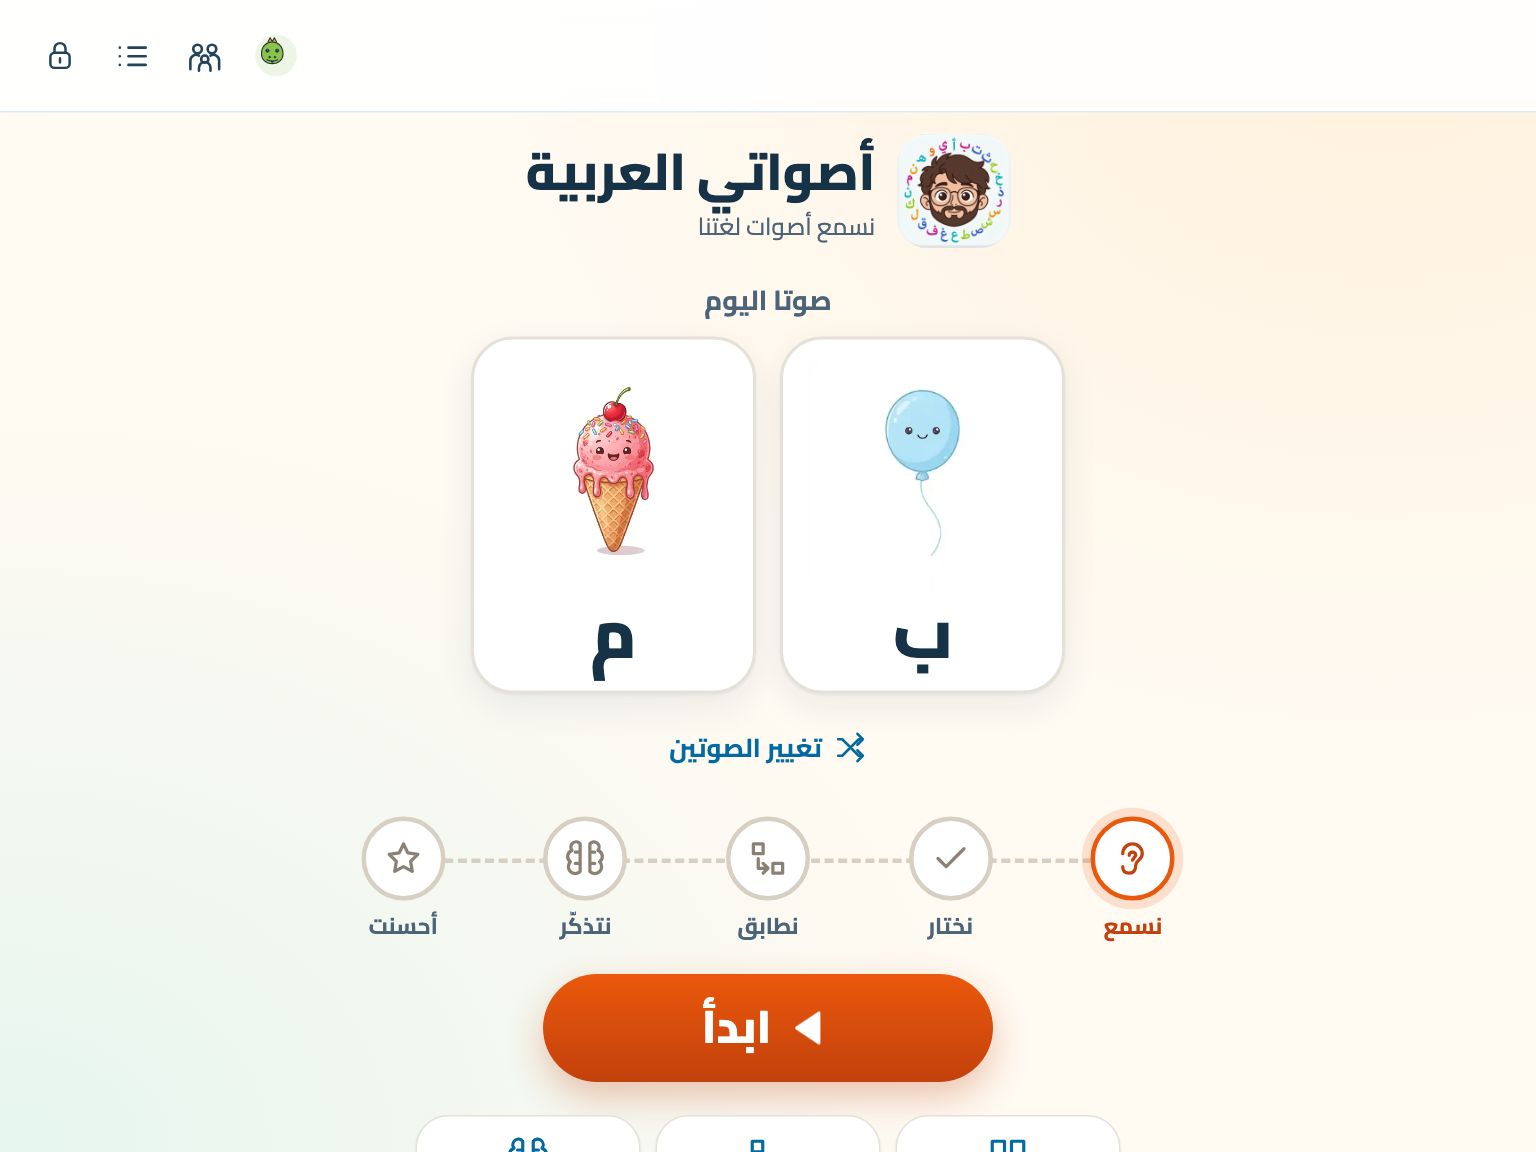 أصواتي العربية
نسمع أصوات لغتنا
صوتا اليوم
ب
م
تغيير الصوتين
نسمع
نختار
نطابق
نتذكّر
أحسنت
ابدأ